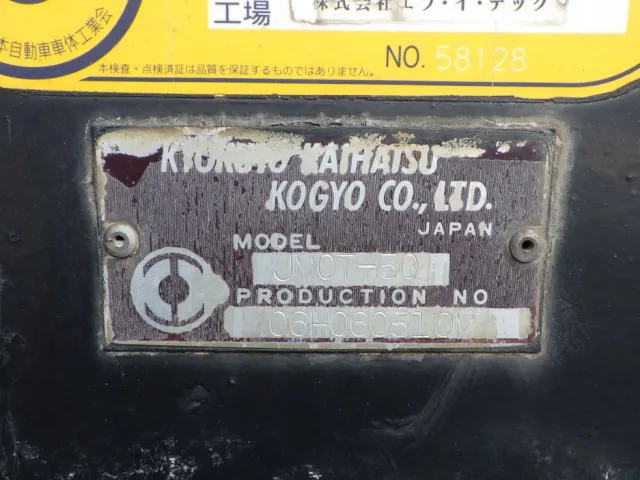 工場 株式会社エフ・イ・テック
本自動車車体工業会
NO. 58128
本検査・点検済証は品質を保証するものではありません。
KYOKUTO KAIHATSU
KOGYO CO., LTD.
JAPAN
MODEL
PRODUCTION NO